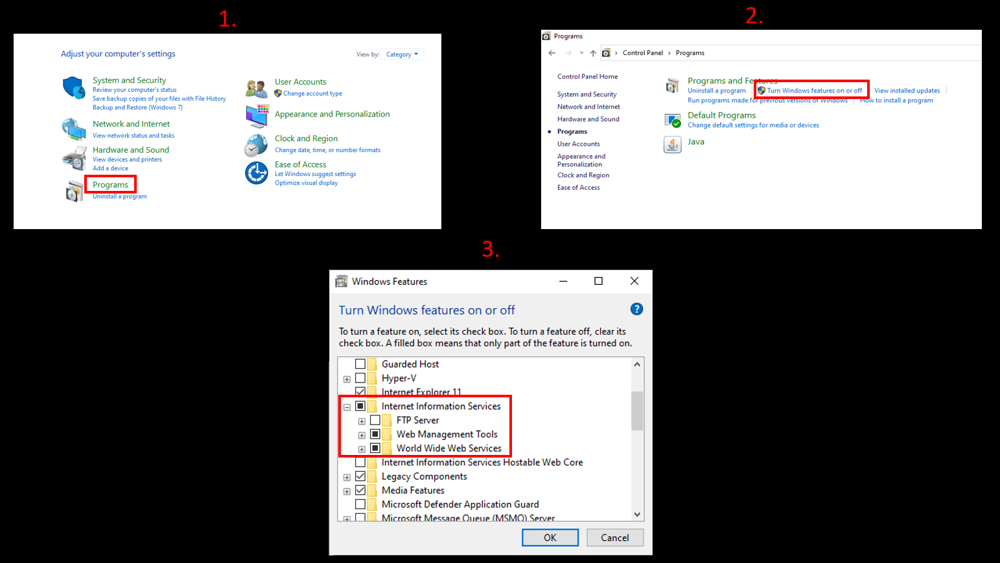 1.
Adjust your computer's settings
View by: Category
System and Security
Review your computer's status
Save backup copies of your files with File History
Backup and Restore (Windows 7)
Network and Internet
View network status and tasks
Hardware and Sound
View devices and printers
Add a device
Programs
Uninstall a program
User Accounts
Change account type
Appearance and Personalization
Clock and Region
Change date, time, or number formats
Ease of Access
Let Windows suggest settings
Optimize visual display
2.
Programs
Control Panel > Programs
Control Panel Home
System and Security
Network and Internet
Hardware and Sound
Programs
User Accounts
Appearance and
Personalization
Clock and Region
Ease of Access
Programs and Features
Uninstall a program | Turn Windows features on or off | View installed updates |
Run programs made for previous versions of Windows | How to install a program
Default Programs
Change default settings for media or devices
Java
3.
Windows Features
Turn Windows features on or off
?
To turn a feature on, select its check box. To turn a feature off, clear its
check box. A filled box means that only part of the feature is turned on.
Guarded Host
Hyper-V
Internet Explorer 11
Internet Information Services
FTP Server
Web Management Tools
World Wide Web Services
Internet Information Services Hostable Web Core
Legacy Components
Media Features
Microsoft Defender Application Guard
Microsoft Message Queue (MSMQ) Server
OK Cancel